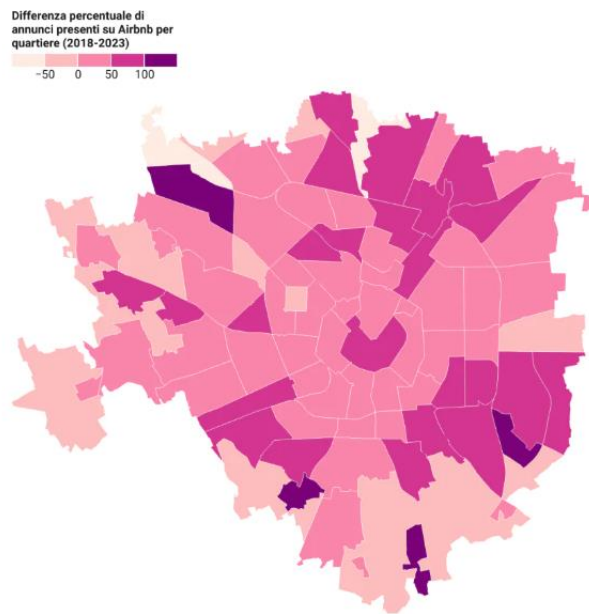 Differenza percentuale di
annunci presenti su Airbnb per
quartiere (2018-2023)
−50 0 50 100